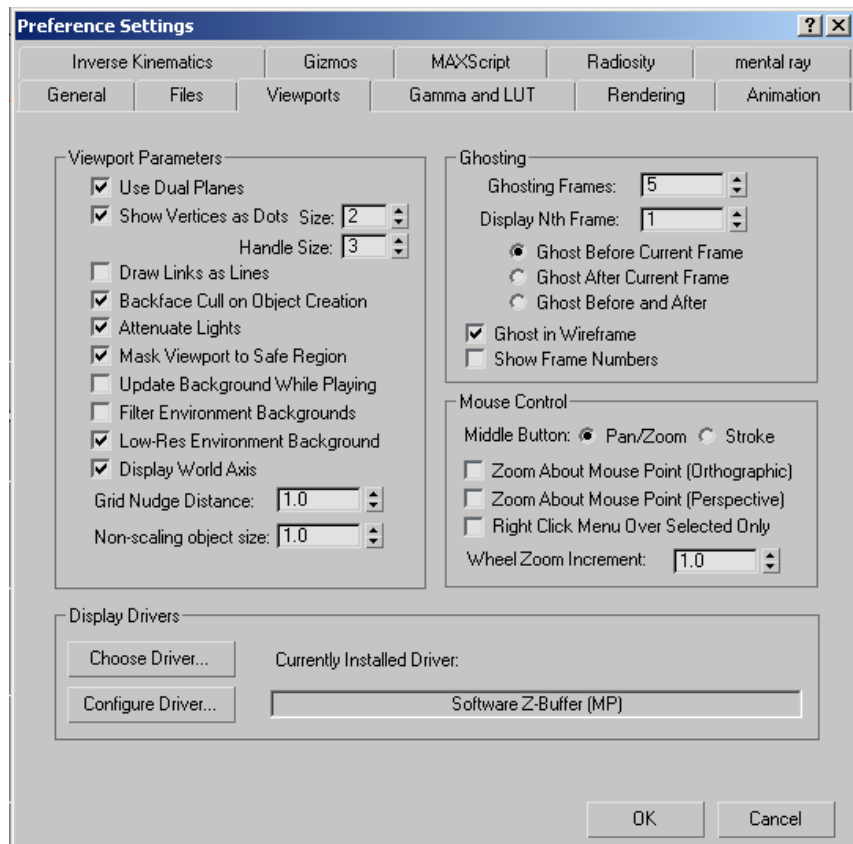 Preference Settings
Inverse Kinematics Gizmos MAXScript Radiosity mental ray
General Files Viewports Gamma and LUT Rendering Animation
Viewport Parameters
Use Dual Planes
Show Vertices as Dots Size: 2
Handle Size: 3
Draw Links as Lines
Backface Cull on Object Creation
Attenuate Lights
Mask Viewport to Safe Region
Update Background While Playing
Filter Environment Backgrounds
Low-Res Environment Background
Display World Axis
Grid Nudge Distance: 1.0
Non-scaling object size: 1.0
Ghosting
Ghosting Frames: 5
Display Nth Frame: 1
Ghost Before Current Frame
Ghost After Current Frame
Ghost Before and After
Ghost in Wireframe
Show Frame Numbers
Mouse Control
Middle Button: Pan/Zoom Stroke
Zoom About Mouse Point (Orthographic)
Zoom About Mouse Point (Perspective)
Right Click Menu Over Selected Only
Wheel Zoom Increment: 1.0
Display Drivers
Choose Driver... Currently Installed Driver:
Configure Driver... Software Z-Buffer (MP)
OK Cancel